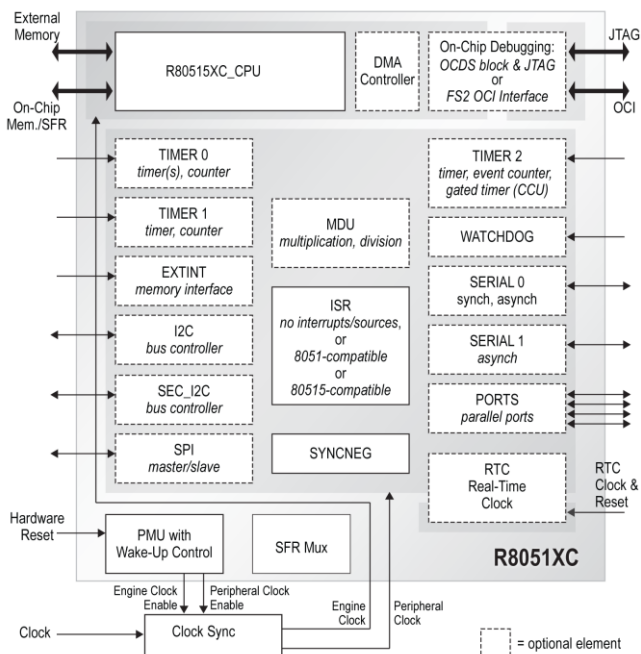 External
Memory
On-Chip
Mem./SFR
R80515XC_CPU
DMA
Controller
On-Chip Debugging:
OCDS block & JTAG
or
FS2 OCI Interface
JTAG
OCI
TIMER 0
timer(s), counter
TIMER 1
timer, counter
EXTINT
memory interface
I2C
bus controller
SEC_I2C
bus controller
SPI
master/slave
MDU
multiplication, division
ISR
no interrupts/sources,
or
8051-compatible
or
80515-compatible
SYNCNEG
TIMER 2
timer, event counter,
gated timer (CCU)
WATCHDOG
SERIAL 0
synch, asynch
SERIAL 1
asynch
PORTS
parallel ports
RTC
Real-Time
Clock
RTC
Clock &
Reset
Hardware
Reset
PMU with
Wake-Up Control
SFR Mux
R8051XC
Engine Clock
Enable
Peripheral Clock
Enable
Engine
Clock
Peripheral
Clock
Clock
Clock Sync
= optional element